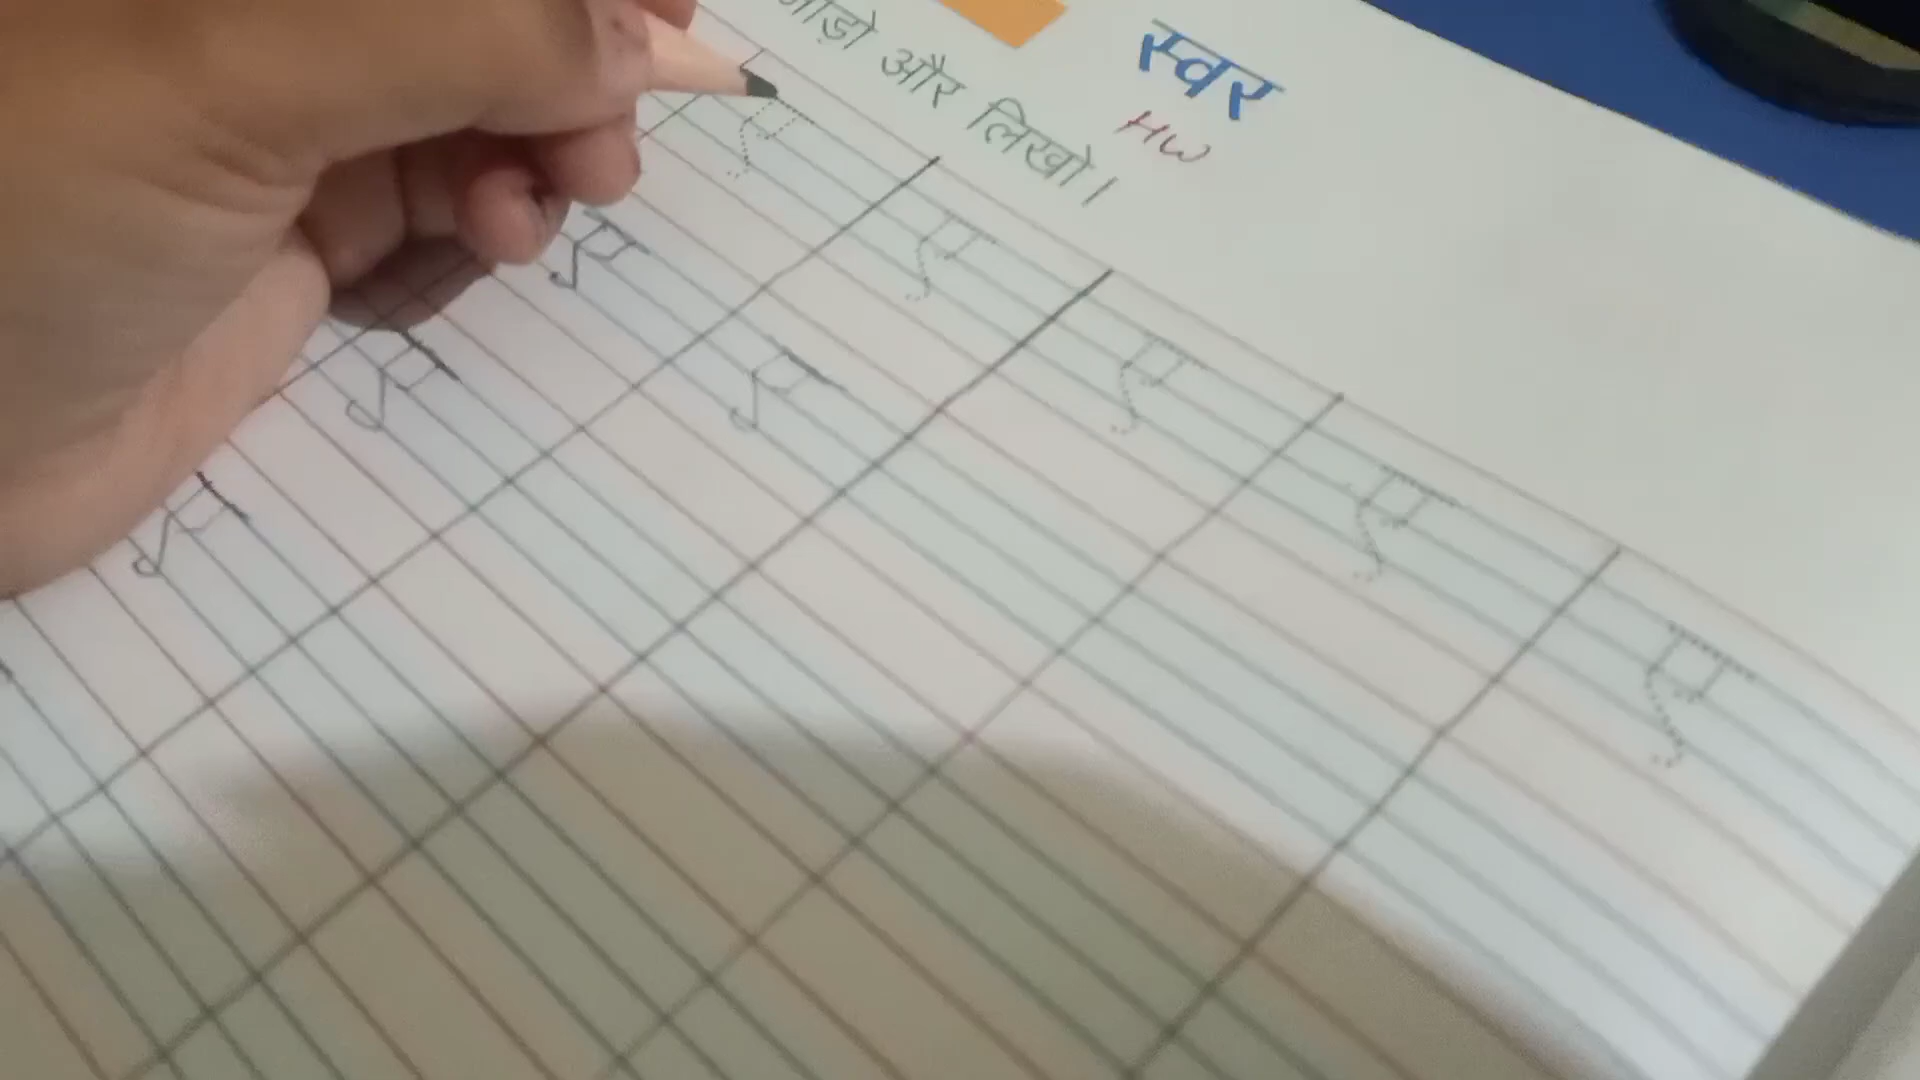 स्वर
HW
और लिखो।
ए ए ए ए ए
ए ए
ए
ए